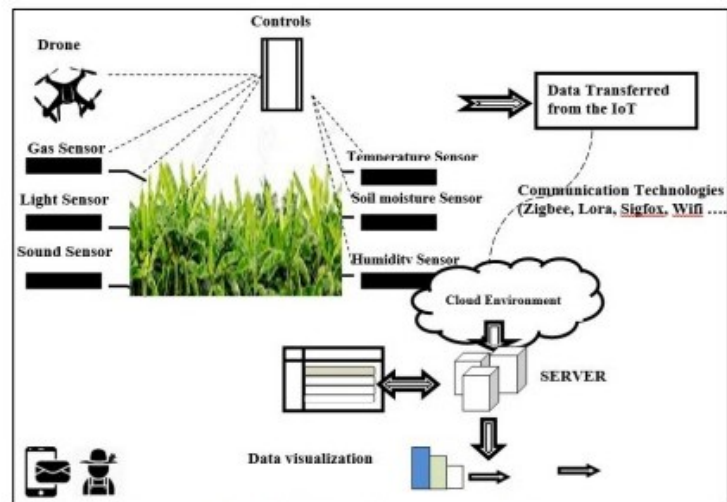 Controls
Drone
Data Transferred
from the IoT
Gas Sensor
Temperature Sensor
Light Sensor
Soil moisture Sensor
Communication Technologies
(Zigbee, Lora, Sigfox, Wifi ....
Sound Sensor
Humidity Sensor
Cloud Environment
SERVER
Data visualization